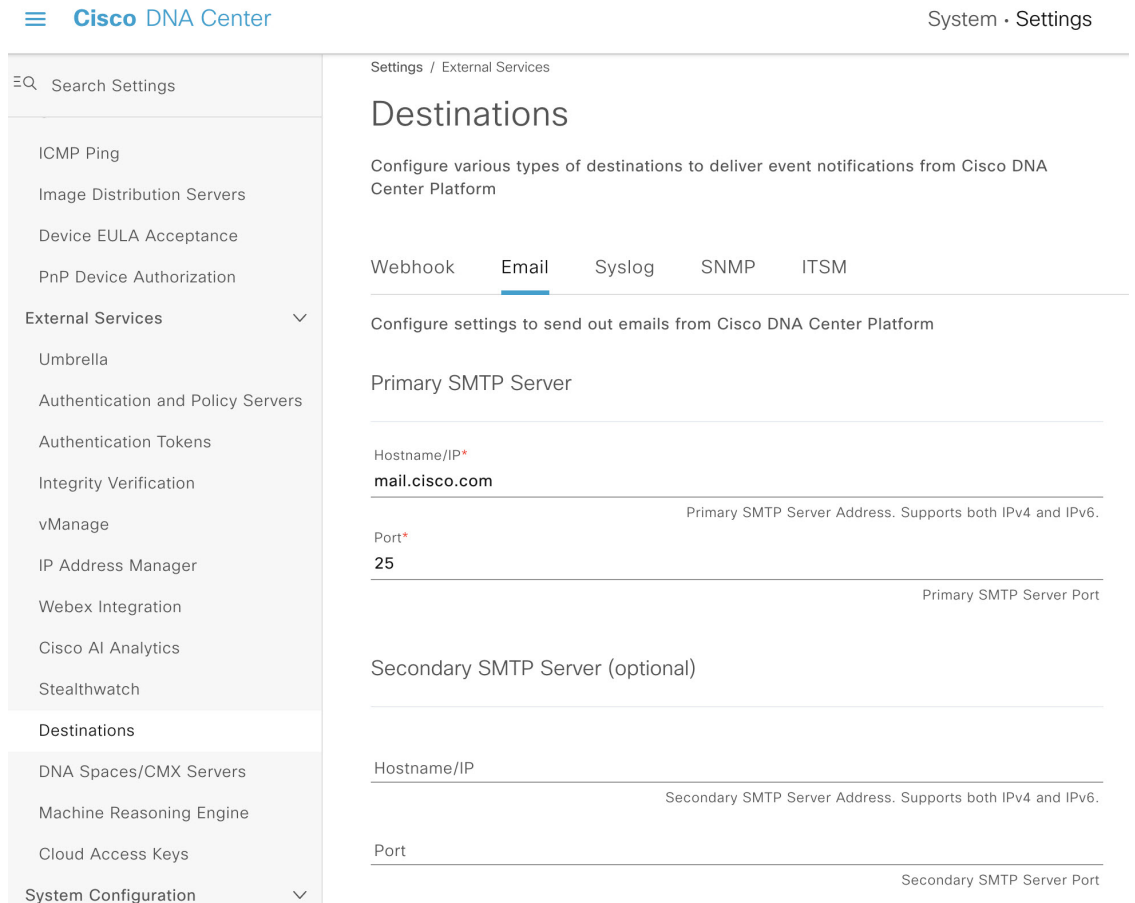 Cisco DNA Center
System · Settings
Search Settings
ICMP Ping
Image Distribution Servers
Device EULA Acceptance
PnP Device Authorization
External Services
Umbrella
Authentication and Policy Servers
Authentication Tokens
Integrity Verification
vManage
IP Address Manager
Webex Integration
Cisco AI Analytics
Stealthwatch
Destinations
DNA Spaces/CMX Servers
Machine Reasoning Engine
Cloud Access Keys
System Configuration
Settings / External Services
Destinations
Configure various types of destinations to deliver event notifications from Cisco DNA
Center Platform
Webhook Email Syslog SNMP ITSM
Configure settings to send out emails from Cisco DNA Center Platform
Primary SMTP Server
Hostname/IP*
mail.cisco.com
Primary SMTP Server Address. Supports both IPv4 and IPv6.
Port*
25
Primary SMTP Server Port
Secondary SMTP Server (optional)
Hostname/IP
Secondary SMTP Server Address. Supports both IPv4 and IPv6.
Port
Secondary SMTP Server Port